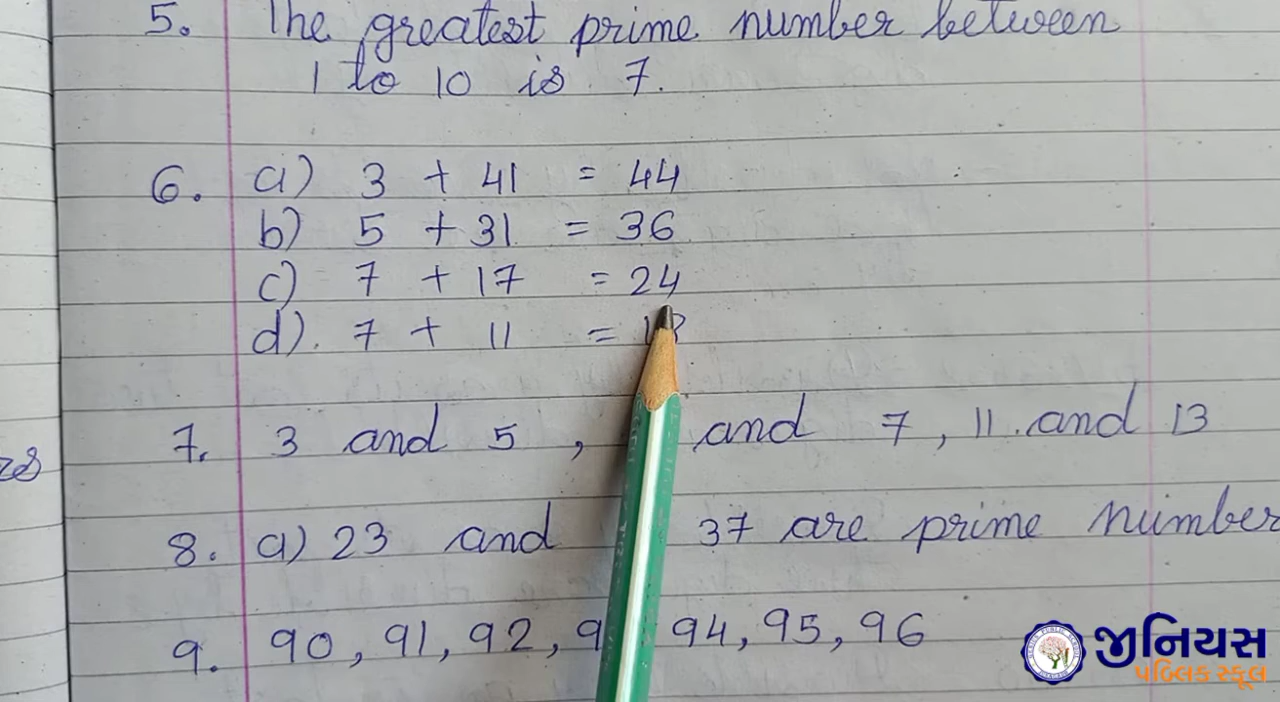 5. The greatest prime number between
1 to 10 is 7.
6. a) 3 + 41 = 44
b) 5 + 31 = 36
c) 7 + 17 = 24
d). 7 + 11 =
7. 3 and 5 , and 7, 11 and 13
8. a) 23 and 37 are prime number
9. 90, 91, 92, 94, 95, 96
જીનિયસ
પબ્લિક સ્કૂલ